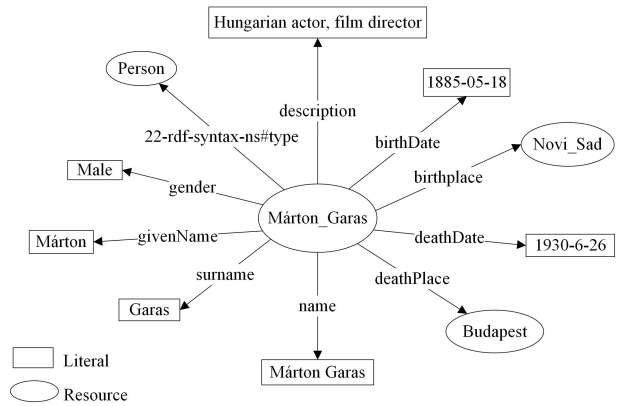 Hungarian actor, film director
Person
1885-05-18
description
22-rdf-syntax-ns#type
birthDate
Novi_Sad
Male
gender
birthplace
Márton_Garas
Márton
givenName
deathDate
1930-6-26
surname
deathPlace
Garas
name
Budapest
Márton Garas
Literal
Resource